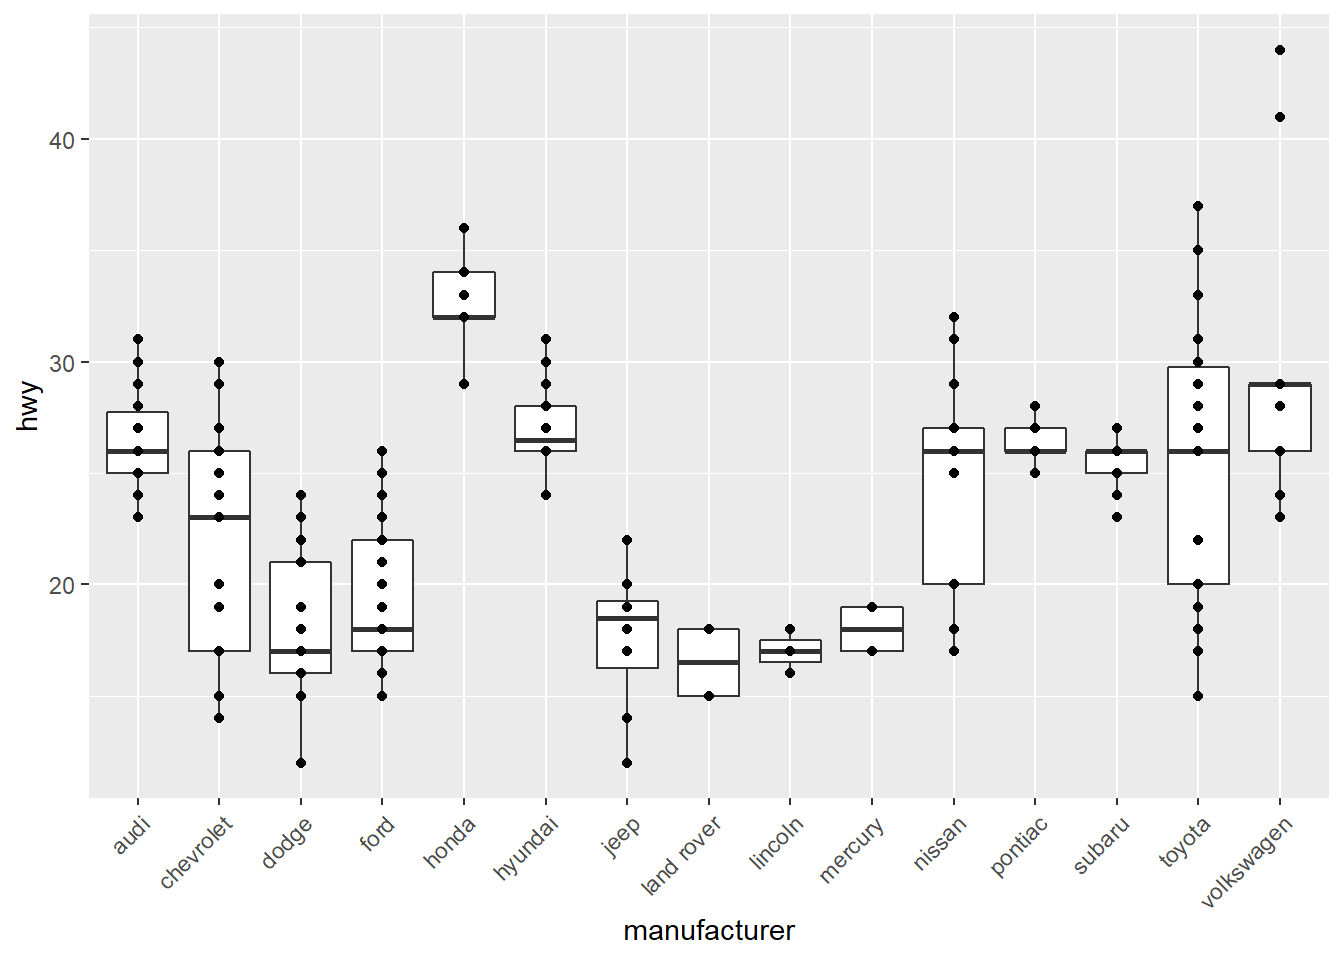 hwy
40
30
20
audi
chevrolet
dodge
ford
honda
hyundai
jeep
land rover
lincoln
mercury
nissan
pontiac
subaru
toyota
volkswagen
manufacturer